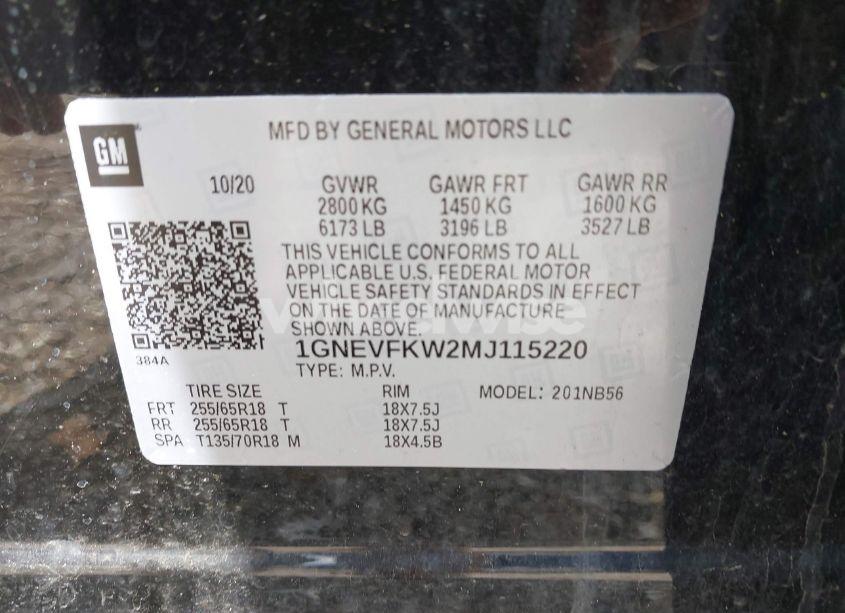 MFD BY GENERAL MOTORS LLC
GM
10/20 GVWR GAWR FRT GAWR RR
2800 KG 1450 KG 1600 KG
6173 LB 3196 LB 3527 LB
THIS VEHICLE CONFORMS TO ALL
APPLICABLE U.S. FEDERAL MOTOR
VEHICLE SAFETY STANDARDS IN EFFECT
ON THE DATE OF MANUFACTURE
SHOWN ABOVE.
384A
1GNEVFKW2MJ115220
TYPE: M.P.V.
TIRE SIZE RIM MODEL: 201NB56
FRT 255/65R18 T 18X7.5J
RR 255/65R18 T 18X7.5J
SPA T135/70R18 M 18X4.5B